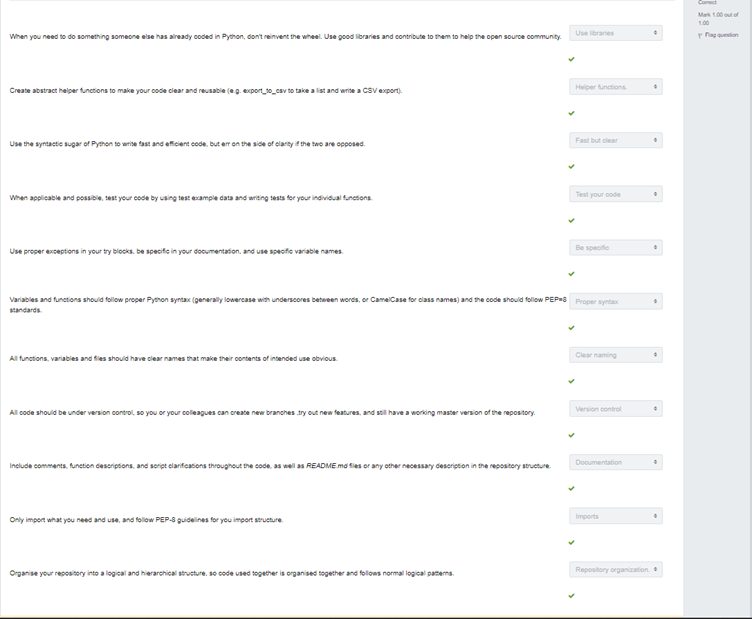 Correct
Mark 1.00 out of
1.00
Flag question
When you need to do something someone else has already coded in Python, don't reinvent the wheel. Use good libraries and contribute to them to help the open source community.
Use libraries
Create abstract helper functions to make your code clear and reusable (e.g. export_to_csv to take a list and write a CSV export).
Helper functions.
Use the syntactic sugar of Python to write fast and efficient code, but err on the side of clarity if the two are opposed.
Fast but clear
When applicable and possible, test your code by using test example data and writing tests for your individual functions.
Test your code
Use proper exceptions in your try blocks, be specific in your documentation, and use specific variable names.
Be specific
Variables and functions should follow proper Python syntax (generally lowercase with underscores between words, or CamelCase for class names) and the code should follow PEP=8
standards.
Proper syntax
All functions, variables and files should have clear names that make their contents of intended use obvious.
Clear naming
All code should be under version control, so you or your colleagues can create new branches ,try out new features, and still have a working master version of the repository.
Version control
Include comments, function descriptions, and script clarifications throughout the code, as well as README.md files or any other necessary description in the repository structure.
Documentation
Only import what you need and use, and follow PEP-8 guidelines for you import structure.
Imports
Organise your repository into a logical and hierarchical structure, so code used together is organised together and follows normal logical patterns.
Repository organization.